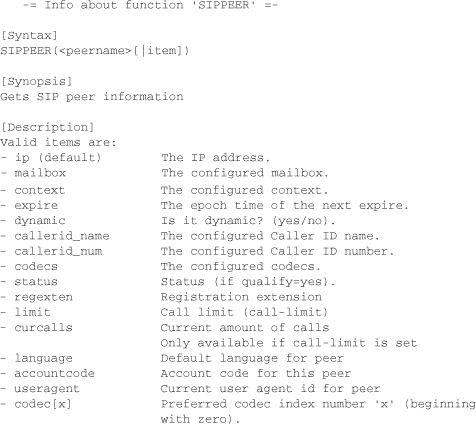 -= Info about function 'SIPPEER' =-
[Syntax]
SIPPEER(<peername>[|item])
[Synopsis]
Gets SIP peer information
[Description]
Valid items are:
- ip (default) The IP address.
- mailbox The configured mailbox.
- context The configured context.
- expire The epoch time of the next expire.
- dynamic Is it dynamic? (yes/no).
- callerid_name The configured Caller ID name.
- callerid_num The configured Caller ID number.
- codecs The configured codecs.
- status Status (if qualify=yes).
- regexten Registration extension
- limit Call limit (call-limit)
- curcalls Current amount of calls
Only available if call-limit is set
- language Default language for peer
- accountcode Account code for this peer
- useragent Current user agent id for peer
- codec[x] Preferred codec index number 'x' (beginning
with zero).